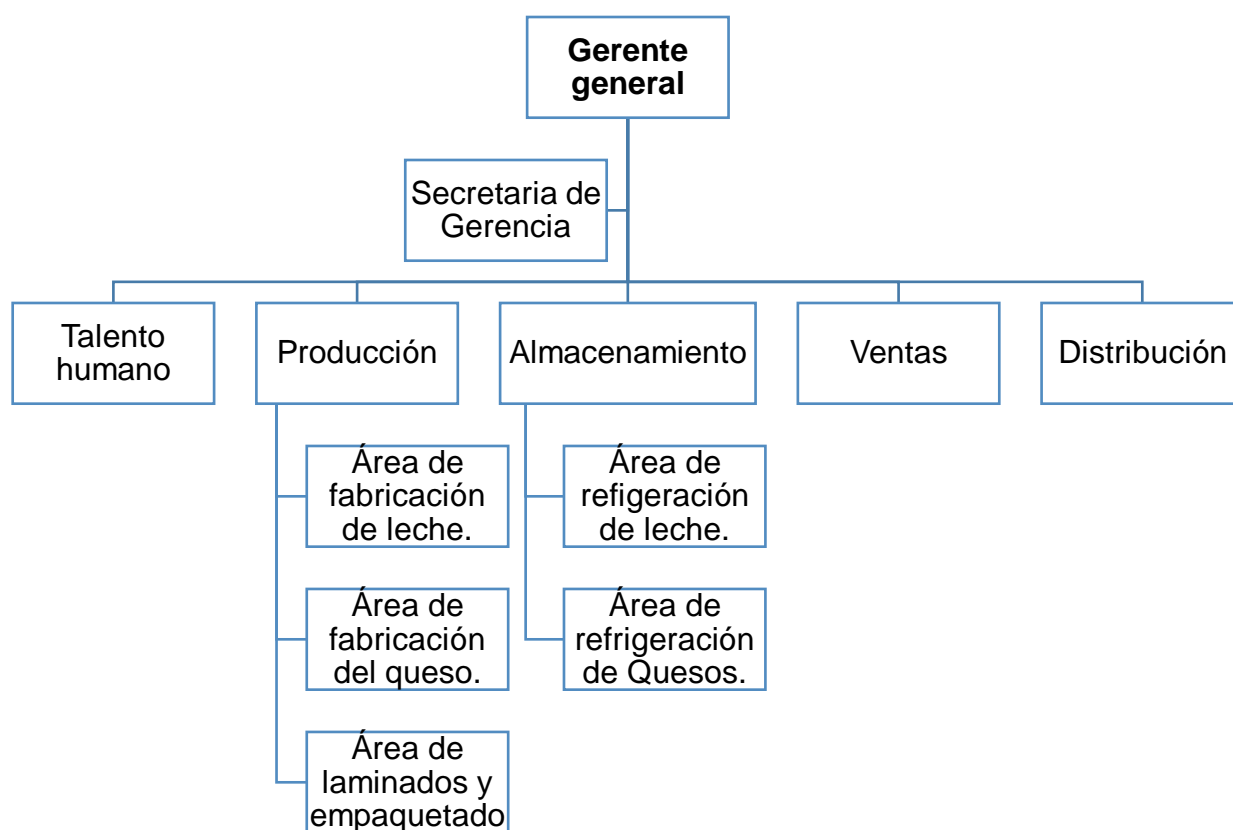 Gerente
general
Secretaria de
Gerencia
Talento
humano
Producción
Almacenamiento
Ventas
Distribución
Área de
fabricación
de leche.
Área de
fabricación
del queso.
Área de
laminados y
empaquetado
Área de
refigeración
de leche.
Área de
refrigeración
de Quesos.